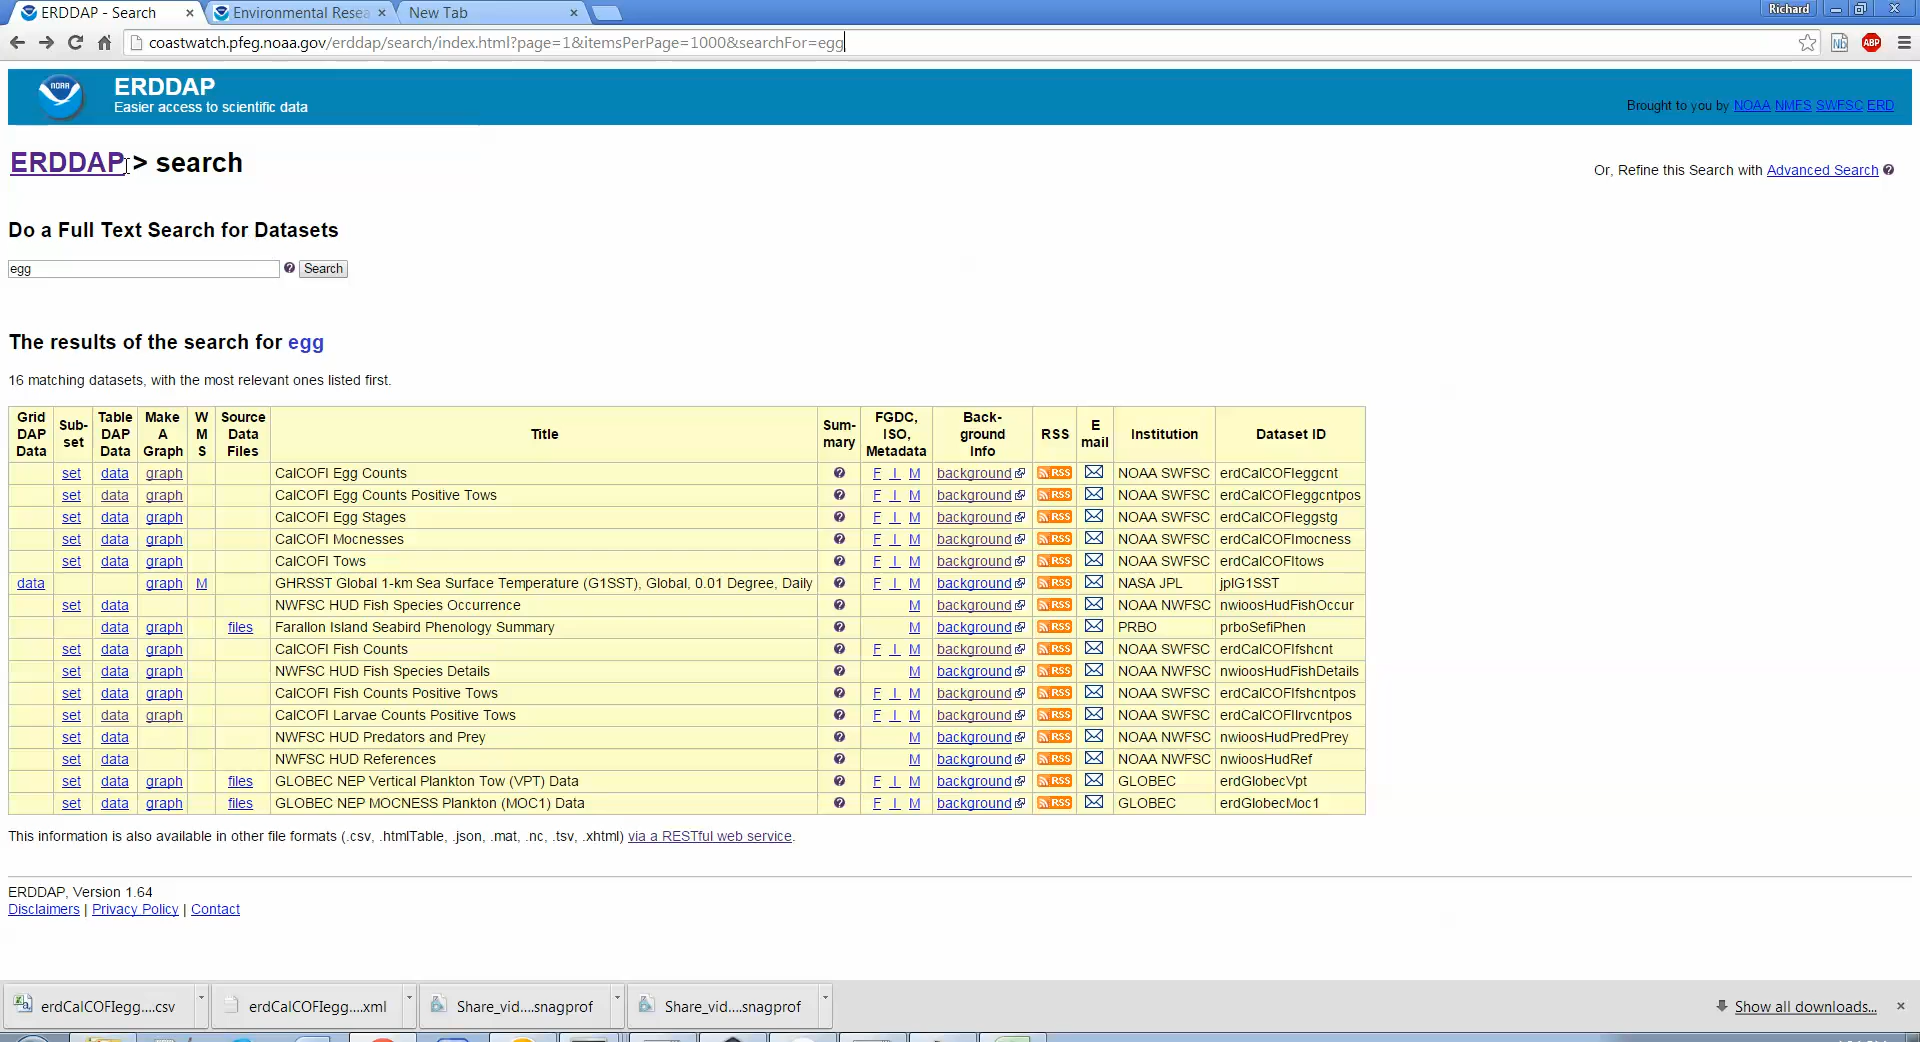 ERDDAP - Search
Environmental Resea
New Tab
Richard
coastwatch.pfeg.noaa.gov/erddap/search/index.html?page=1&itemsPerPage=1000&searchFor=egg
Nb
ABP
NOAA
ERDDAP
Easier access to scientific data
Brought to you by NOAA NMFS SWFSC ERD
ERDDAP > search
Or, Refine this Search with Advanced Search ?
Do a Full Text Search for Datasets
egg ? Search
The results of the search for egg
16 matching datasets, with the most relevant ones listed first.
Grid DAP Data Sub-set Table DAP Data Make A Graph W M S Source Data Files Title Sum-mary FGDC, ISO, Metadata Back-ground Info RSS E mail Institution Dataset ID
set data graph CalCOFI Egg Counts ? F I M background RSS NOAA SWFSC erdCalCOFIeggcnt
set data graph CalCOFI Egg Counts Positive Tows ? F I M background RSS NOAA SWFSC erdCalCOFIeggcntpos
set data graph CalCOFI Egg Stages ? F I M background RSS NOAA SWFSC erdCalCOFIeggstg
set data graph CalCOFI Mocnesses ? F I M background RSS NOAA SWFSC erdCalCOFImocness
set data graph CalCOFI Tows ? F I M background RSS NOAA SWFSC erdCalCOFItows
data graph M GHRSST Global 1-km Sea Surface Temperature (G1SST), Global, 0.01 Degree, Daily ? F I M background RSS NASA JPL jplG1SST
set data NWFSC HUD Fish Species Occurrence ? M background RSS NOAA NWFSC nwioosHudFishOccur
data graph files Farallon Island Seabird Phenology Summary ? M background RSS PRBO prboSefiPhen
set data graph CalCOFI Fish Counts ? F I M background RSS NOAA SWFSC erdCalCOFIfshcnt
set data NWFSC HUD Fish Species Details ? M background RSS NOAA NWFSC nwioosHudFishDetails
set data graph CalCOFI Fish Counts Positive Tows ? F I M background RSS NOAA SWFSC erdCalCOFIfshcntpos
set data graph CalCOFI Larvae Counts Positive Tows ? F I M background RSS NOAA SWFSC erdCalCOFIlrvcntpos
set data NWFSC HUD Predators and Prey ? M background RSS NOAA NWFSC nwioosHudPredPrey
set data NWFSC HUD References ? M background RSS NOAA NWFSC nwioosHudRef
set data graph files GLOBEC NEP Vertical Plankton Tow (VPT) Data ? F I M background RSS GLOBEC erdGlobecVpt
set data graph files GLOBEC NEP MOCNESS Plankton (MOC1) Data ? F I M background RSS GLOBEC erdGlobecMoc1
This information is also available in other file formats (.csv, .htmlTable, .json, .mat, .nc, .tsv, .xhtml) via a RESTful web service.
ERDDAP, Version 1.64
Disclaimers | Privacy Policy | Contact
erdCalCOFIegg....csv
erdCalCOFIegg....xml
Share_vid....snagprof
Share_vid....snagprof
Show all downloads...